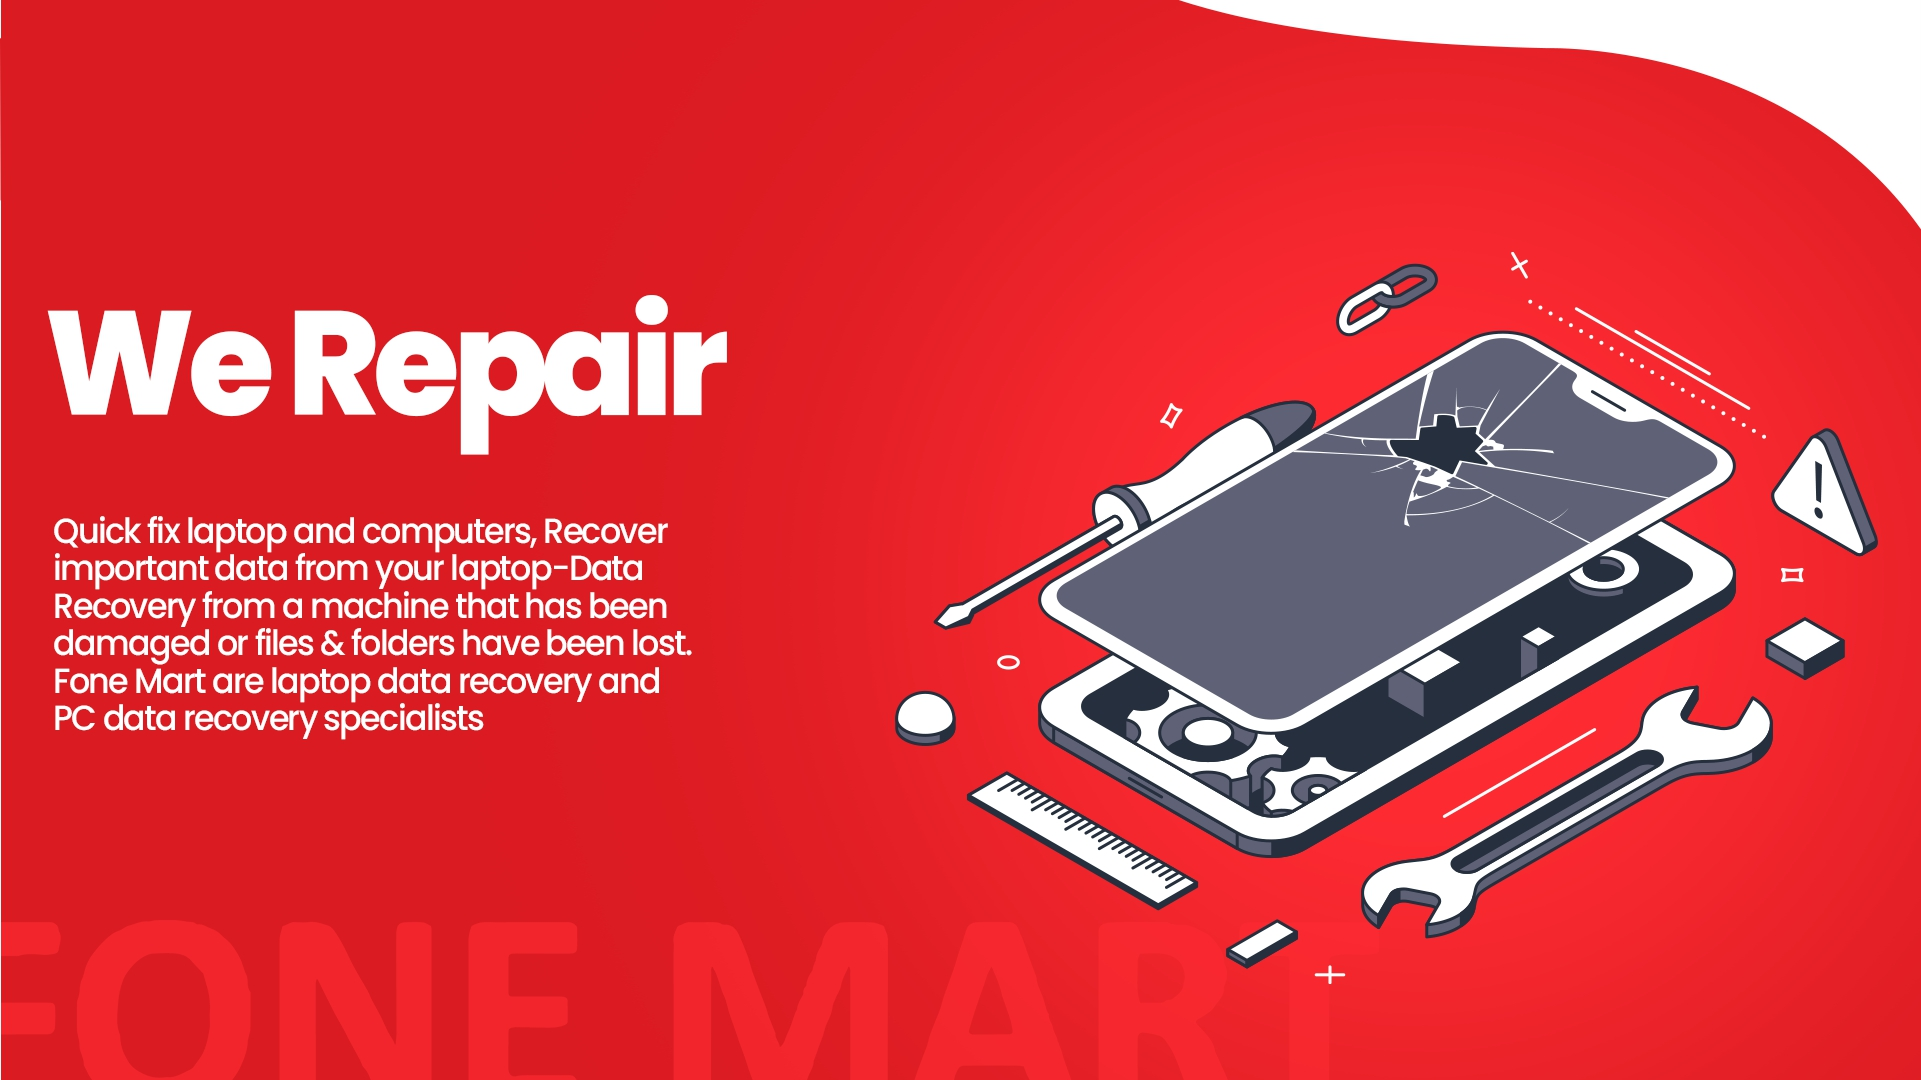 We Repair
Quick fix laptop and computers, Recover
important data from your laptop-Data
Recovery from a machine that has been
damaged or files & folders have been lost.
Fone Mart are laptop data recovery and
PC data recovery specialists
FONE MART